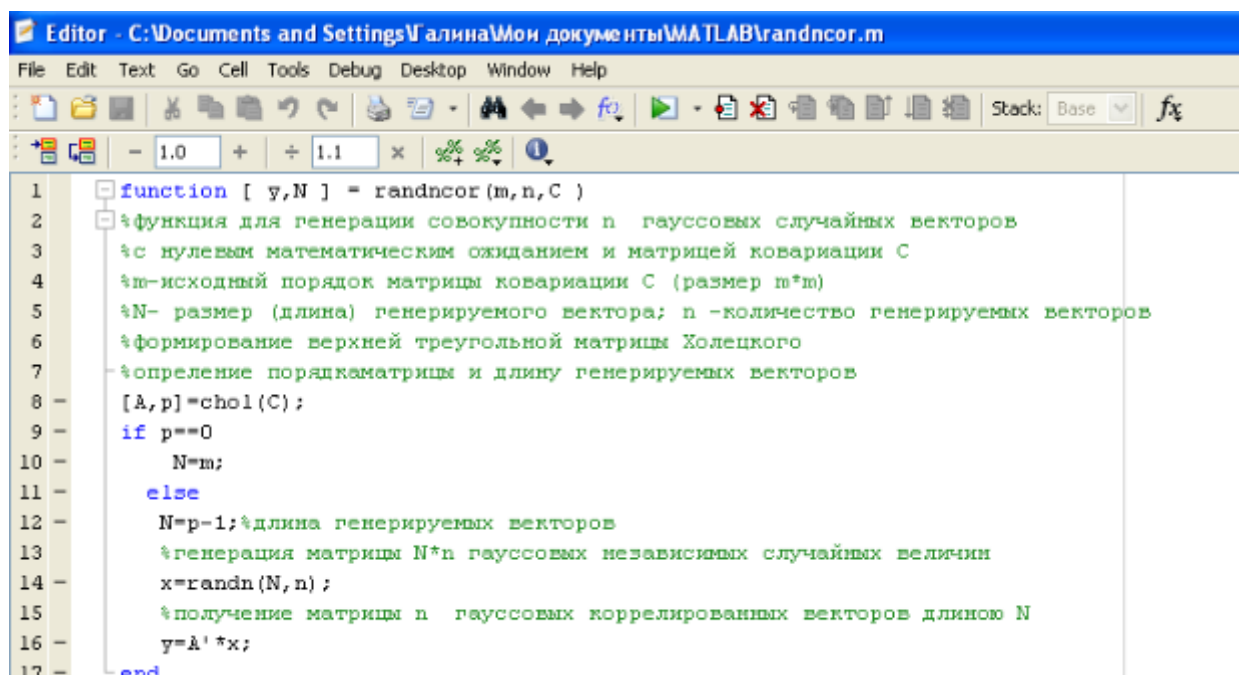 Editor - C:\Documents and Settings\Галина\Мои документы\MATLAB\randncor.m
File Edit Text Go Cell Tools Debug Desktop Window Help
Stack: Base fx
- 1.0 + ÷ 1.1 ×
1 function [ y,N ] = randncor(m,n,C )
2 %функция для генерации совокупности n гауссовых случайных векторов
3 %с нулевым математическим ожиданием и матрицей ковариации C
4 %m-исходный порядок матрицы ковариации C (размер m*m)
5 %N- размер (длина) генерируемого вектора; n -количество генерируемых векторов
6 %формирование верхней треугольной матрицы Холецкого
7 %опреление порядкаматрицы и длину генерируемых векторов
8 - [A,p]=chol(C);
9 - if p==0
10 - N=m;
11 - else
12 - N=p-1;%длина генерируемых векторов
13 %генерация матрицы N*n гауссовых независимых случайных величин
14 - x=randn(N,n);
15 %получение матрицы n гауссовых коррелированных векторов длиною N
16 - y=A'*x;
17 - end